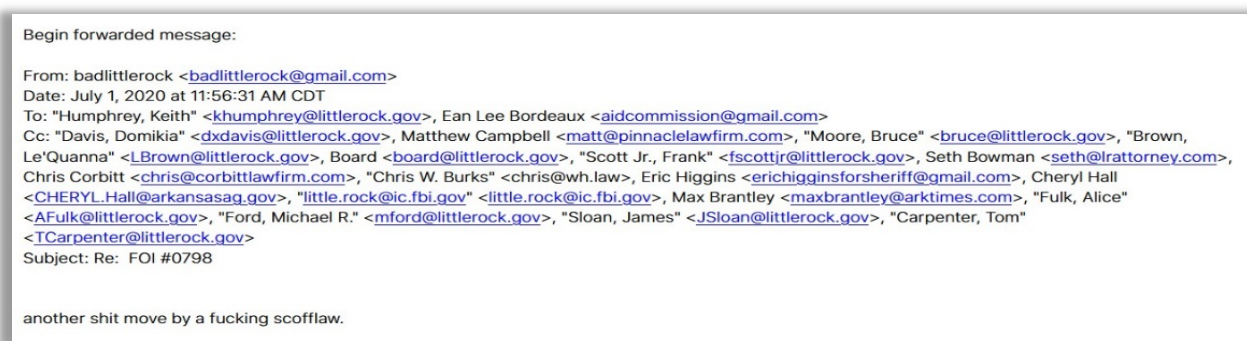 Begin forwarded message:
From: badlittlerock <badlittlerock@gmail.com>
Date: July 1, 2020 at 11:56:31 AM CDT
To: "Humphrey, Keith" <khumphrey@littlerock.gov>, Ean Lee Bordeaux <aidcommission@gmail.com>
Cc: "Davis, Domikia" <dxdavis@littlerock.gov>, Matthew Campbell <matt@pinnaclelawfirm.com>, "Moore, Bruce" <bruce@littlerock.gov>, "Brown,
Le'Quanna" <LBrown@littlerock.gov>, Board <board@littlerock.gov>, "Scott Jr., Frank" <fscottjr@littlerock.gov>, Seth Bowman <seth@lrattorney.com>,
Chris Corbitt <chris@corbittlawfirm.com>, "Chris W. Burks" <chris@wh.law>, Eric Higgins <erichigginsforsheriff@gmail.com>, Cheryl Hall
<CHERYL.Hall@arkansasag.gov>, "little.rock@ic.fbi.gov" <little.rock@ic.fbi.gov>, Max Brantley <maxbrantley@arktimes.com>, "Fulk, Alice"
<AFulk@littlerock.gov>, "Ford, Michael R." <mford@littlerock.gov>, "Sloan, James" <JSloan@littlerock.gov>, "Carpenter, Tom"
<TCarpenter@littlerock.gov>
Subject: Re: FOI #0798
another shit move by a fucking scofflaw.